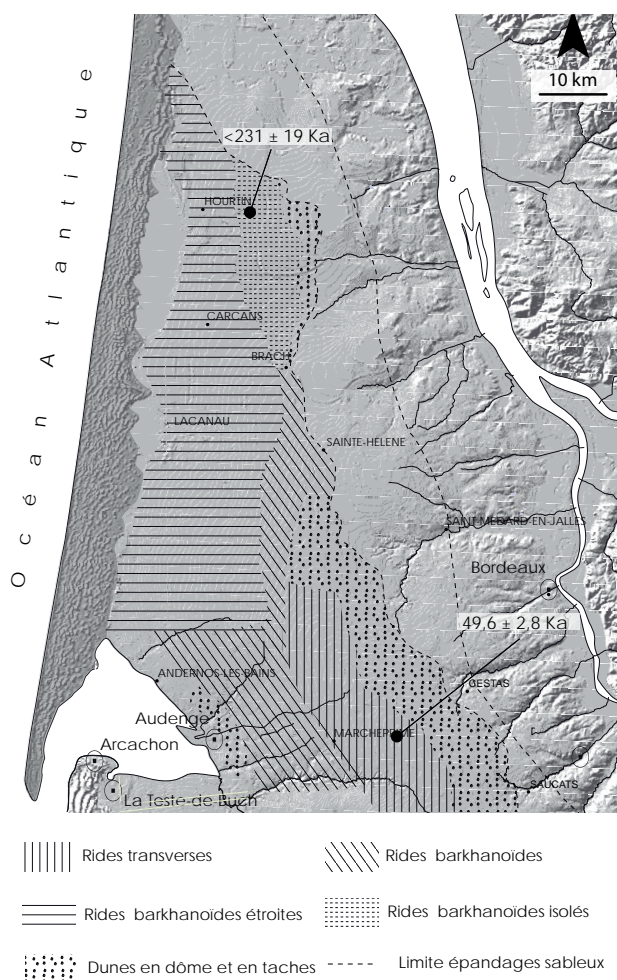 10 km
<231 ± 19 Ka
Océan Atlantique
HOURTIN
CARCANS
BRACH
LACANAU
SAINTE-HELENE
SAINT-MEDARD-EN-JALLES
Bordeaux
49,6 ± 2,8 Ka
ANDERNOS-LES-BAINS
CESTAS
Audenge
MARCHEPRIME
Arcachon
SAUCATS
La Teste-de-Buch
Rides transverses
Rides barkhanoïdes
Rides barkhanoïdes étroites
Rides barkhanoïdes isolés
Dunes en dôme et en taches
Limite épandages sableux